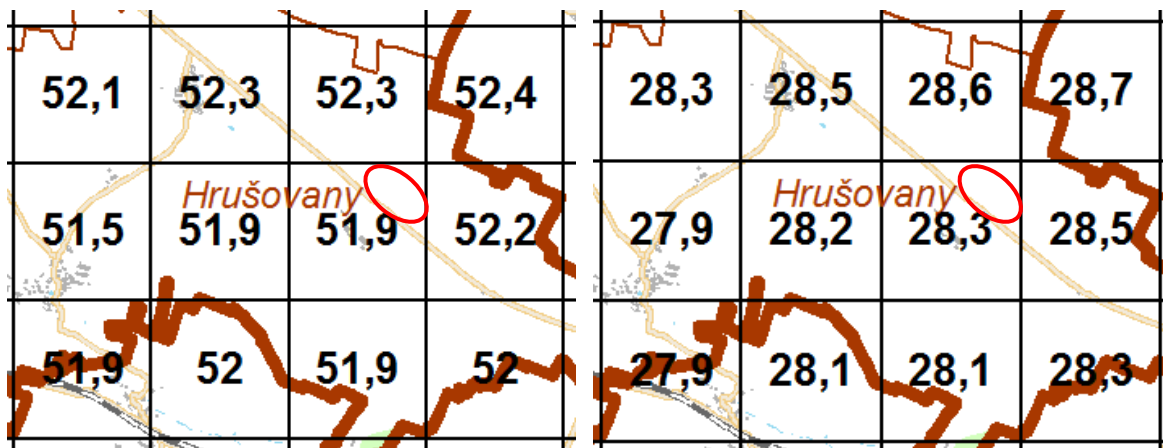 52,1 52,3 52,3 52,4
Hrušovany
51,5 51,9 51,9 52,2
51,9 52 51,9 52
28,3 28,5 28,6 28,7
Hrušovany
27,9 28,2 28,3 28,5
27,9 28,1 28,1 28,3